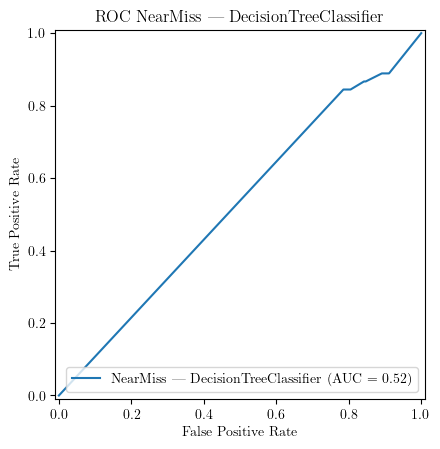 ROC NearMiss — DecisionTreeClassifier
1.0
0.8
0.6
0.4
0.2
0.0
True Positive Rate
NearMiss — DecisionTreeClassifier (AUC = 0.52)
0.0 0.2 0.4 0.6 0.8 1.0
False Positive Rate